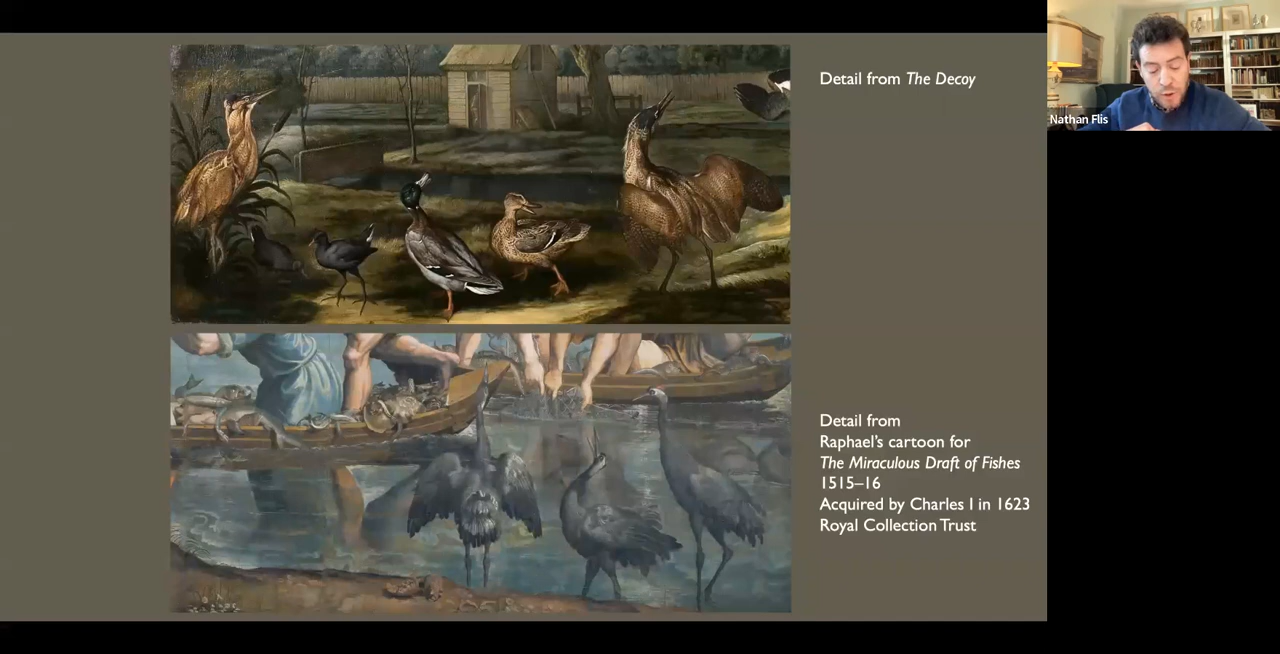 Detail from The Decoy
Nathan Flis
Detail from
Raphael's cartoon for
The Miraculous Draft of Fishes
1515–16
Acquired by Charles I in 1623
Royal Collection Trust